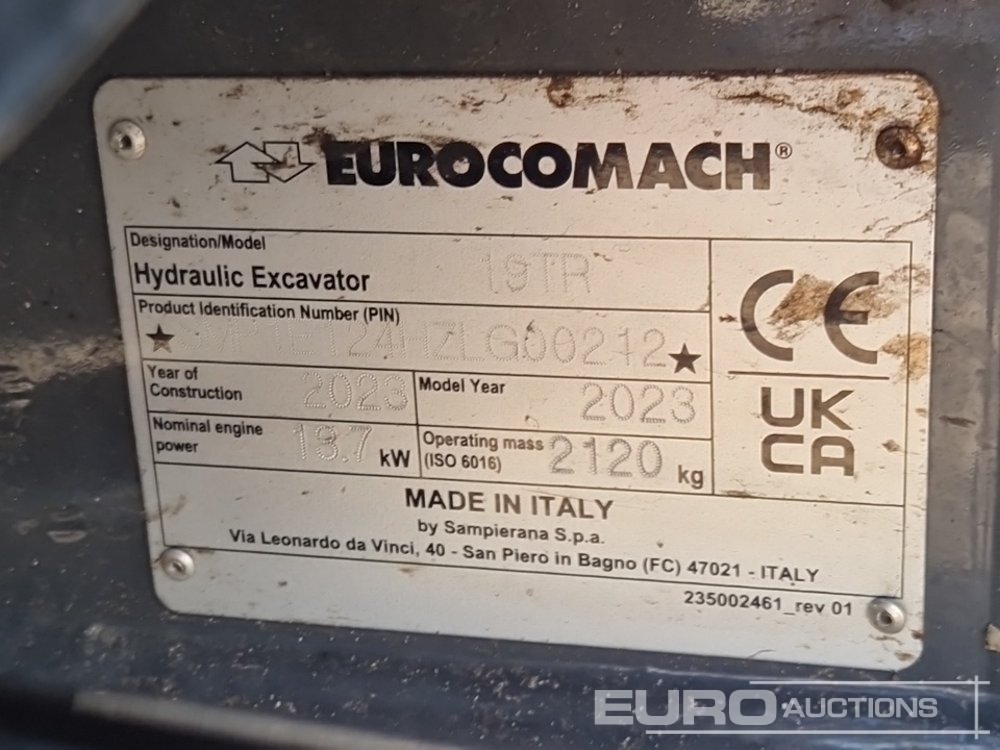 EUROCOMACH®
Designation/Model
Hydraulic Excavator 19TR
Product Identification Number (PIN)
Year of Construction 2023
Model Year 2023
Nominal engine power 13.7 kW
Operating mass (ISO 6016) 2120 kg
CE
UK
CA
MADE IN ITALY
by Sampierana S.p.a.
Via Leonardo da Vinci, 40 - San Piero in Bagno (FC) 47021 - ITALY
235002461_rev 01
EURO AUCTIONS